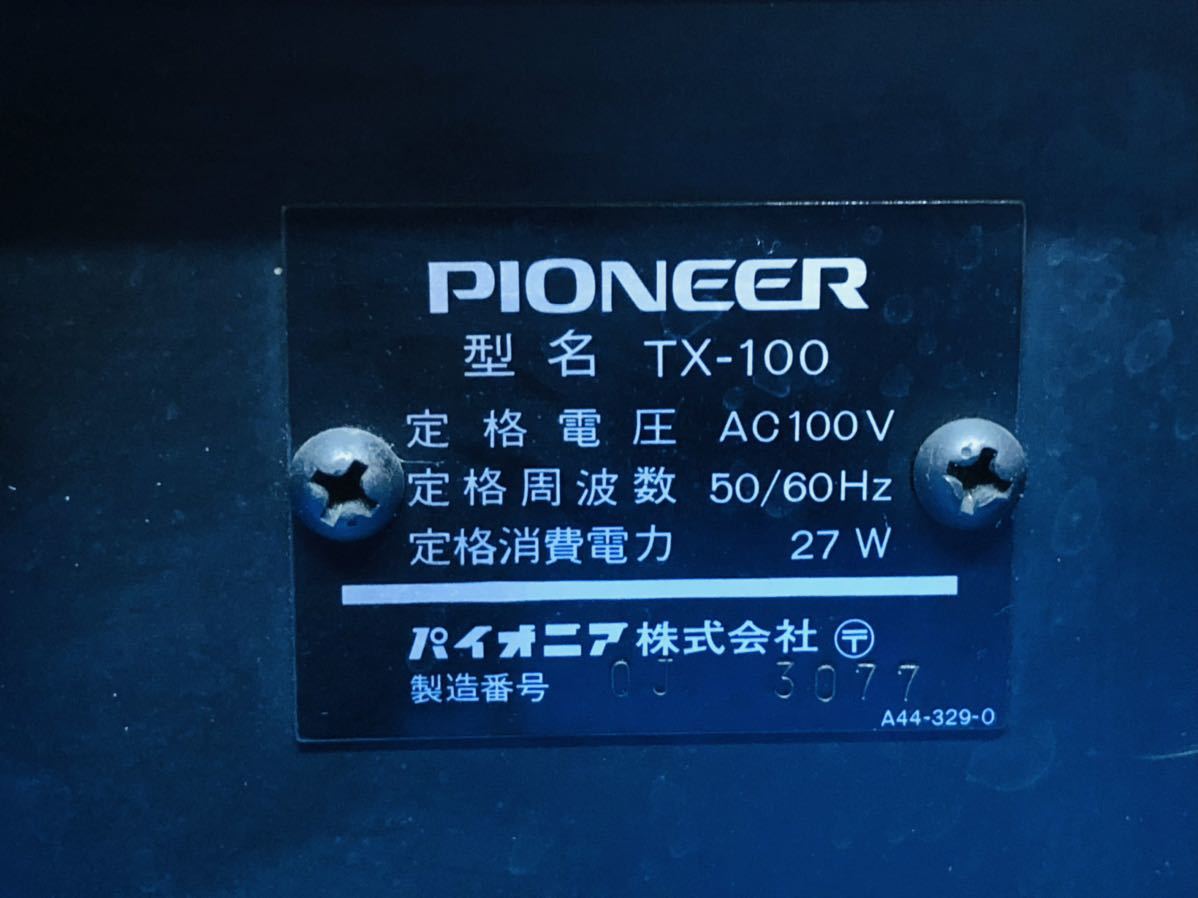 PIONEER
型名 TX-100
定格電圧 AC100V
定格周波数 50/60Hz
定格消費電力 27W
パイオニア株式会社 〒
製造番号 QJ 3077
A44-329-0